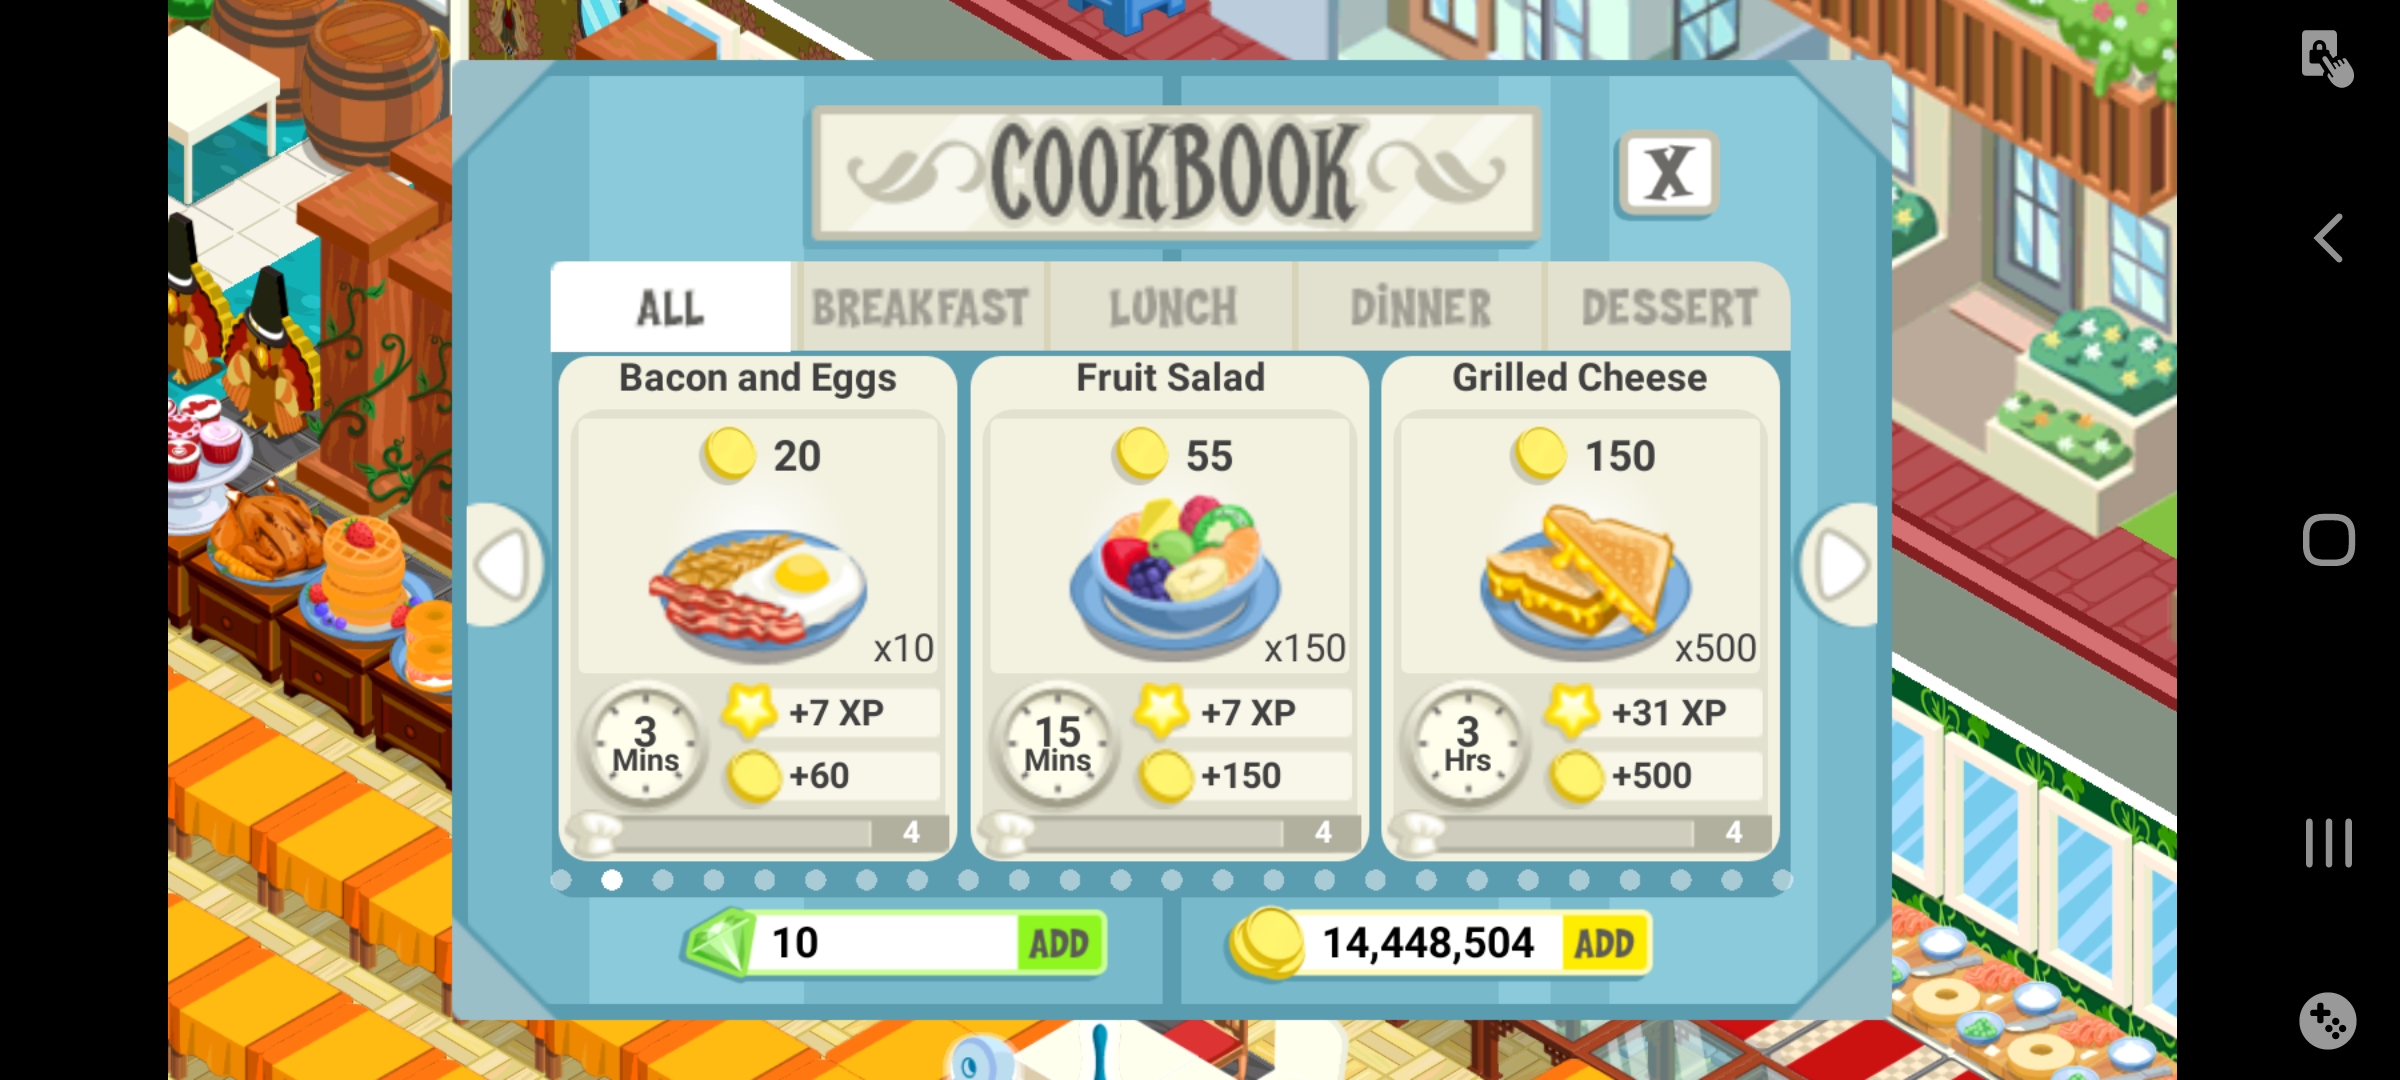 COOKBOOK
X
ALL BREAKFAST LUNCH DINNER DESSERT
Bacon and Eggs
20
x10
3 Mins
+7 XP
+60
4
Fruit Salad
55
x150
15 Mins
+7 XP
+150
4
Grilled Cheese
150
x500
3 Hrs
+31 XP
+500
4
10 ADD
14,448,504 ADD